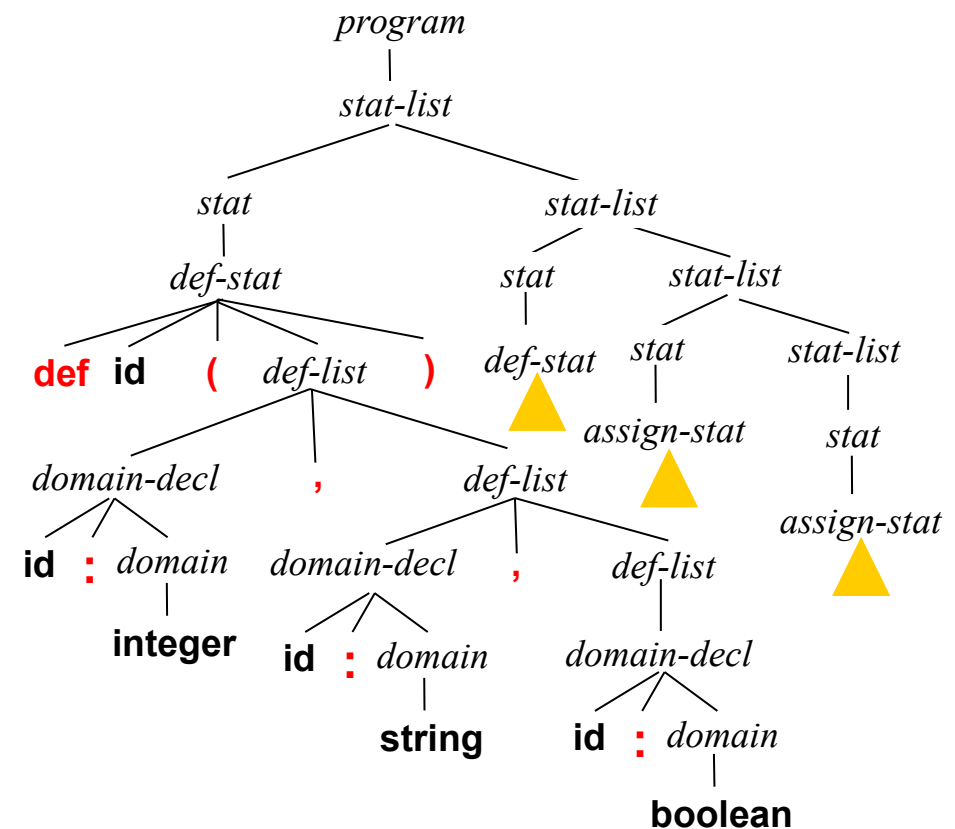 program
stat-list
stat stat-list
def-stat stat stat-list
def id ( def-list ) def-stat stat stat-list
domain-decl , def-list assign-stat stat
id : domain domain-decl , def-list assign-stat
integer id : domain domain-decl
string id : domain
boolean